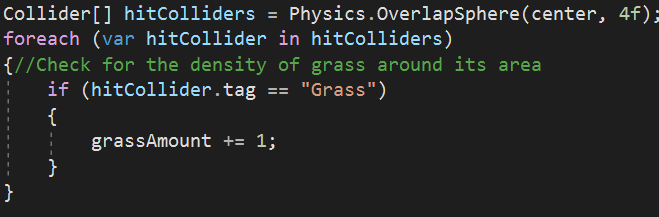 Collider[] hitColliders = Physics.OverlapSphere(center, 4f);
foreach (var hitCollider in hitColliders)
{//Check for the density of grass around its area
if (hitCollider.tag == "Grass")
{
grassAmount += 1;
}
}